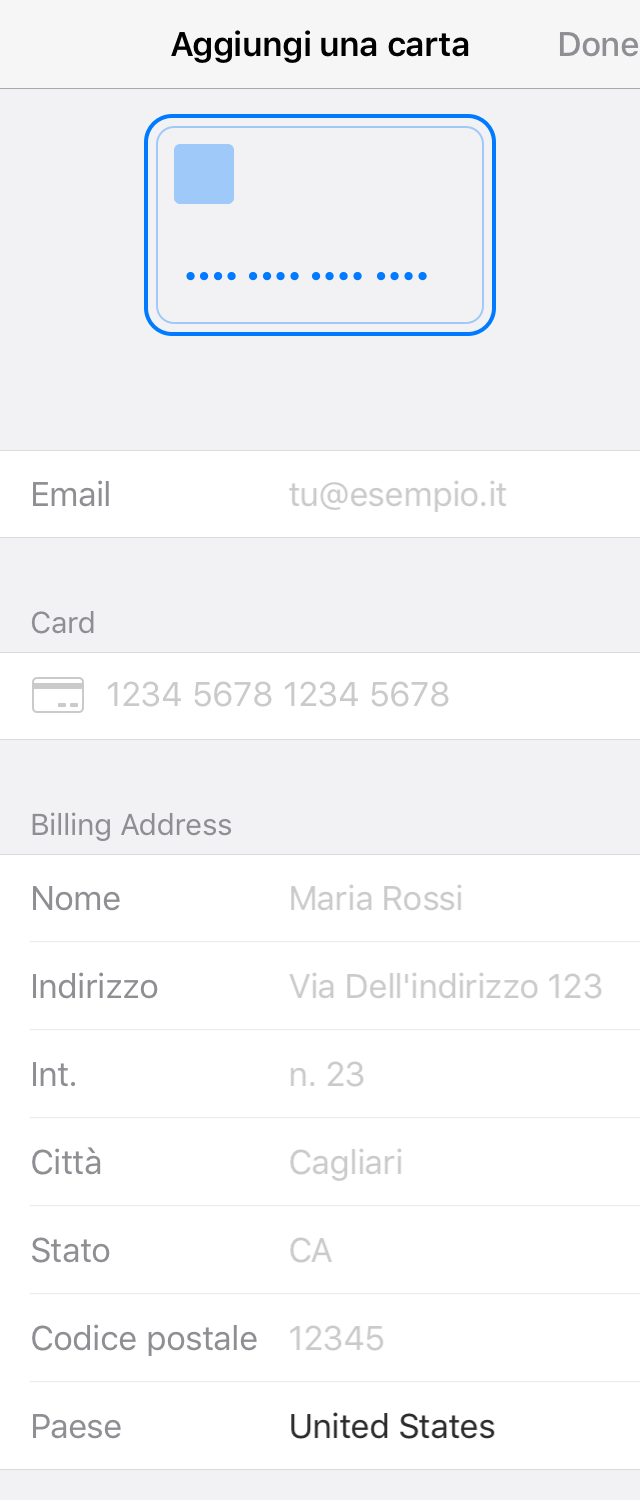 Aggiungi una carta Done
•••• •••• •••• ••••
Email tu@esempio.it
Card
1234 5678 1234 5678
Billing Address
Nome Maria Rossi
Indirizzo Via Dell'indirizzo 123
Int. n. 23
Città Cagliari
Stato CA
Codice postale 12345
Paese United States